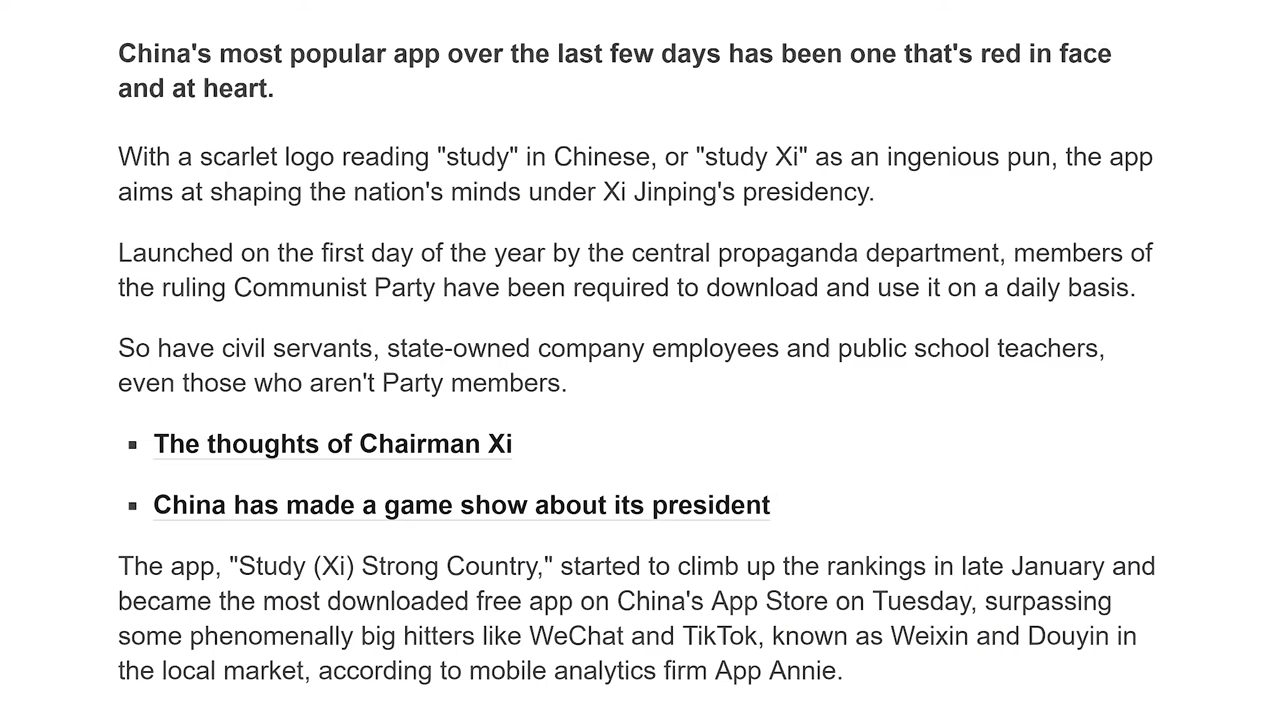 China's most popular app over the last few days has been one that's red in face
and at heart.
With a scarlet logo reading "study" in Chinese, or "study Xi" as an ingenious pun, the app
aims at shaping the nation's minds under Xi Jinping's presidency.
Launched on the first day of the year by the central propaganda department, members of
the ruling Communist Party have been required to download and use it on a daily basis.
So have civil servants, state-owned company employees and public school teachers,
even those who aren't Party members.
▪ The thoughts of Chairman Xi
▪ China has made a game show about its president
The app, "Study (Xi) Strong Country," started to climb up the rankings in late January and
became the most downloaded free app on China's App Store on Tuesday, surpassing
some phenomenally big hitters like WeChat and TikTok, known as Weixin and Douyin in
the local market, according to mobile analytics firm App Annie.